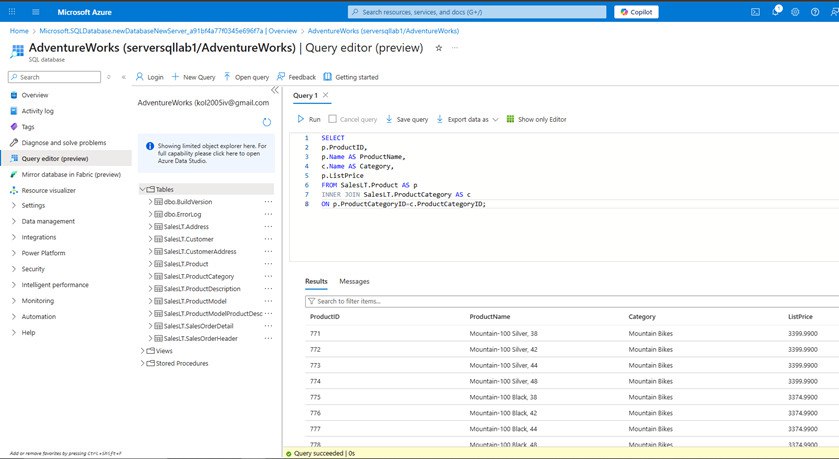 Microsoft Azure
Search resources, services, and docs (G+/)
Copilot
1
Home > Microsoft.SQLDatabase.newDatabaseNewServer_a91bf4a77f0345e696f7a | Overview > AdventureWorks (serversqllab1/AdventureWorks)
AdventureWorks (serversqllab1/AdventureWorks) | Query editor (preview)
SQL database
Search
Login
New Query
Open query
Feedback
Getting started
Overview
Activity log
Tags
Diagnose and solve problems
Query editor (preview)
Mirror database in Fabric (preview)
Resource visualizer
Settings
Data management
Integrations
Power Platform
Security
Intelligent performance
Monitoring
Automation
Help
Add or remove favorites by pressing Ctrl+Shift+F
AdventureWorks (kol2005iv@gmail.com
Showing limited object explorer here. For
full capability please click here to open
Azure Data Studio.
Tables
dbo.BuildVersion
dbo.ErrorLog
SalesLT.Address
SalesLT.Customer
SalesLT.CustomerAddress
SalesLT.Product
SalesLT.ProductCategory
SalesLT.ProductDescription
SalesLT.ProductModel
SalesLT.ProductModelProductDesc
SalesLT.SalesOrderDetail
SalesLT.SalesOrderHeader
Views
Stored Procedures
Query 1
Run
Cancel query
Save query
Export data as
Show only Editor
1 SELECT
2 p.ProductID,
3 p.Name AS ProductName,
4 c.Name AS Category,
5 p.ListPrice
6 FROM SalesLT.Product AS p
7 INNER JOIN SalesLT.ProductCategory AS c
8 ON p.ProductCategoryID=c.ProductCategoryID;
Results Messages
Search to filter items...
ProductID ProductName Category ListPrice
771 Mountain-100 Silver, 38 Mountain Bikes 3399.9900
772 Mountain-100 Silver, 42 Mountain Bikes 3399.9900
773 Mountain-100 Silver, 44 Mountain Bikes 3399.9900
774 Mountain-100 Silver, 48 Mountain Bikes 3399.9900
775 Mountain-100 Black, 38 Mountain Bikes 3374.9900
776 Mountain-100 Black, 42 Mountain Bikes 3374.9900
777 Mountain-100 Black, 44 Mountain Bikes 3374.9900
778 Mountain-100 Black, 48 Mountain Bikes 3374.9900
Query succeeded | 0s